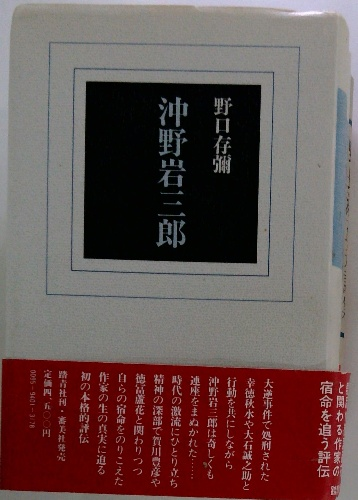 野口存彌
沖野岩三郎
大逆事件で処刑された
幸徳秋水や大石誠之助と
行動を共にしながら
沖野岩三郎は奇しくも
連座をまぬかれた……
時代の激流にひとり立ち
精神の深部で賀川豊彦や
徳冨蘆花と関わりつつ
自らの宿命をのりこえた
作家の生の真実に迫る
初の本格的評伝
踏青社刊・審美社発売
定価四、五〇〇円
と関わる作家の
宿命を追う評伝